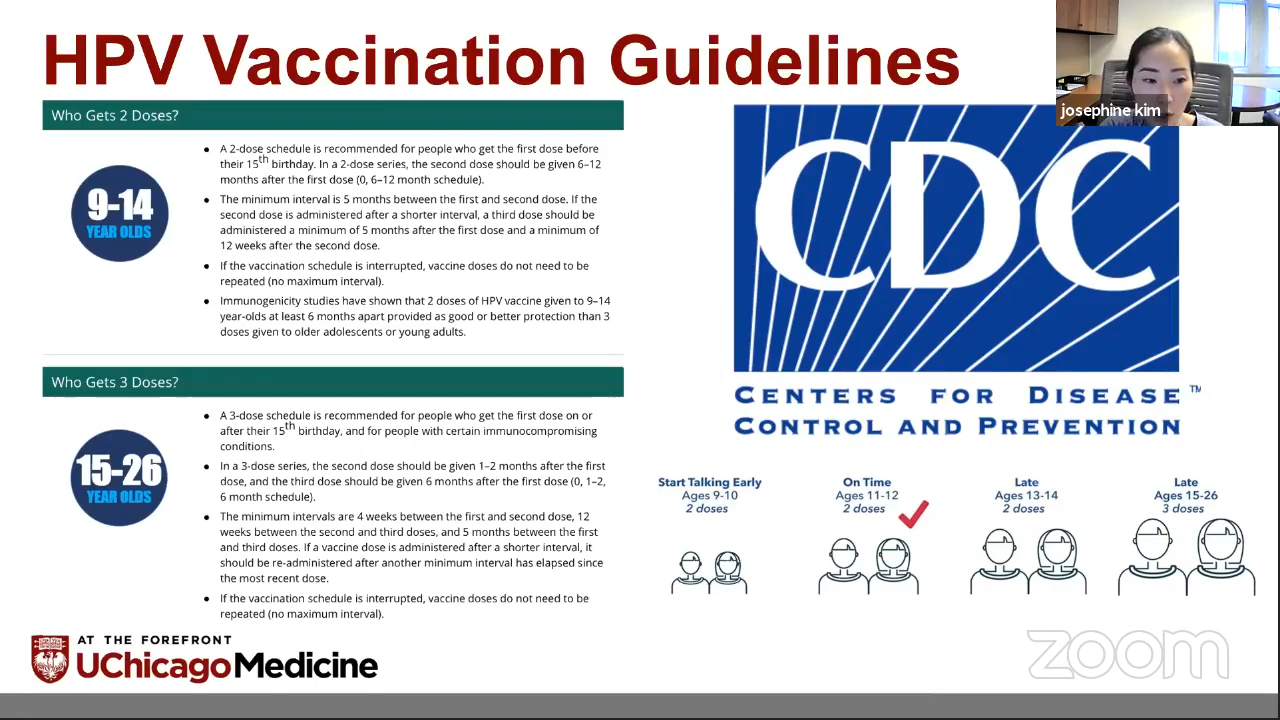 HPV Vaccination Guidelines
josephine kim
Who Gets 2 Doses?
9-14
YEAR OLDS
• A 2-dose schedule is recommended for people who get the first dose before
their 15th birthday. In a 2-dose series, the second dose should be given 6–12
months after the first dose (0, 6–12 month schedule).
• The minimum interval is 5 months between the first and second dose. If the
second dose is administered after a shorter interval, a third dose should be
administered a minimum of 5 months after the first dose and a minimum of
12 weeks after the second dose.
• If the vaccination schedule is interrupted, vaccine doses do not need to be
repeated (no maximum interval).
• Immunogenicity studies have shown that 2 doses of HPV vaccine given to 9–14
year-olds at least 6 months apart provided as good or better protection than 3
doses given to older adolescents or young adults.
Who Gets 3 Doses?
15-26
YEAR OLDS
• A 3-dose schedule is recommended for people who get the first dose on or
after their 15th birthday, and for people with certain immunocompromising
conditions.
• In a 3-dose series, the second dose should be given 1–2 months after the first
dose, and the third dose should be given 6 months after the first dose (0, 1–2,
6 month schedule).
• The minimum intervals are 4 weeks between the first and second dose, 12
weeks between the second and third doses, and 5 months between the first
and third doses. If a vaccine dose is administered after a shorter interval, it
should be re-administered after another minimum interval has elapsed since
the most recent dose.
• If the vaccination schedule is interrupted, vaccine doses do not need to be
repeated (no maximum interval).
CDC
CENTERS FOR DISEASE™
CONTROL AND PREVENTION
Start Talking Early
Ages 9-10
2 doses
On Time
Ages 11-12
2 doses
Late
Ages 13-14
2 doses
Late
Ages 15-26
3 doses
AT THE FOREFRONT
UChicago Medicine
zoom